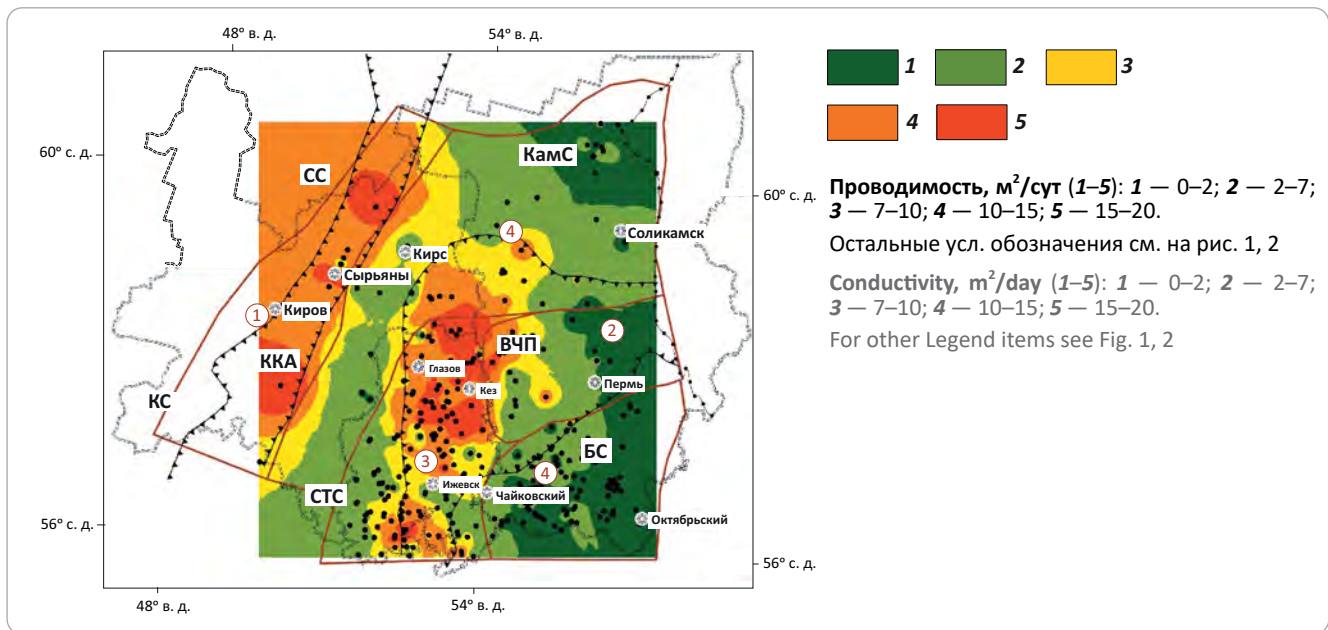 48° в. д.
54° в. д.
60° с. д.
60° с. д.
56° с. д.
56° с. д.
48° в. д.
54° в. д.
КамС
СС
4
Соликамск
Кирс
Сырьяны
1
Киров
2
ВЧП
ККА
Глазов
Кез
Пермь
КС
БС
3
4
СТС
Ижевск
Чайковский
Октябрьский
1 2 3
4 5
Проводимость, м²/сут (1–5): 1 — 0–2; 2 — 2–7;
3 — 7–10; 4 — 10–15; 5 — 15–20.
Остальные усл. обозначения см. на рис. 1, 2
Conductivity, m²/day (1–5): 1 — 0–2; 2 — 2–7;
3 — 7–10; 4 — 10–15; 5 — 15–20.
For other Legend items see Fig. 1, 2